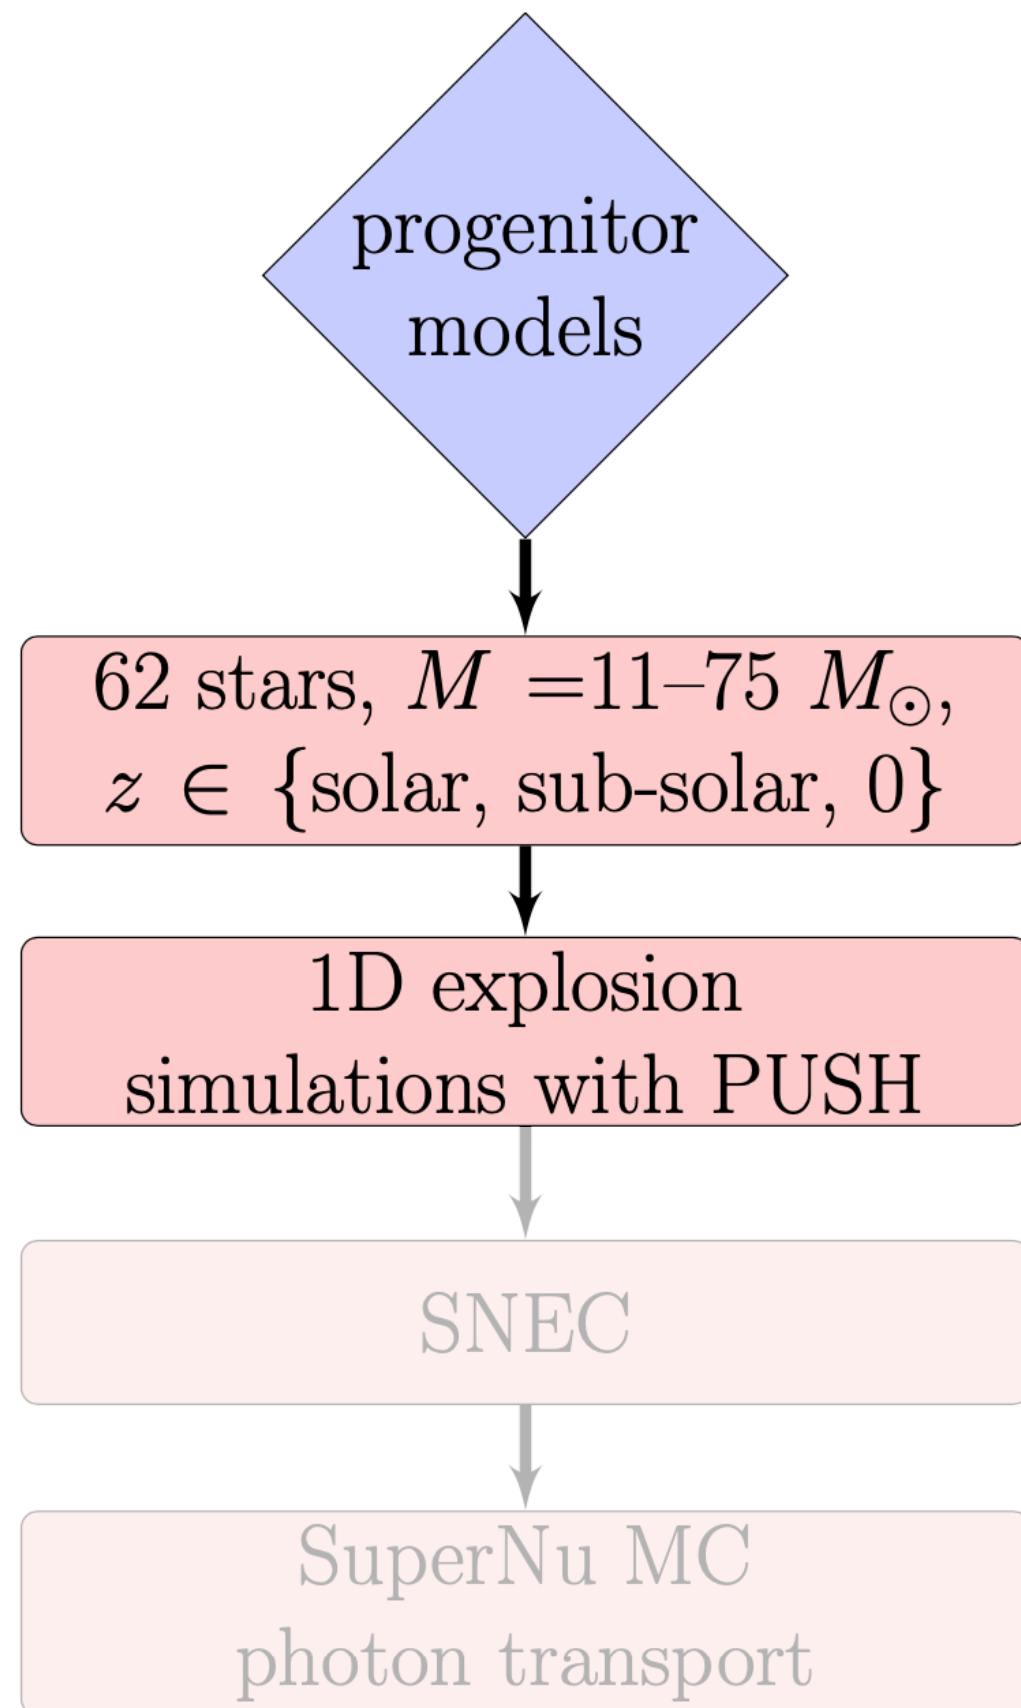 progenitor
models
62 stars, M =11–75 M☉,
z ∈ {solar, sub-solar, 0}
1D explosion
simulations with PUSH
SNEC
SuperNu MC
photon transport